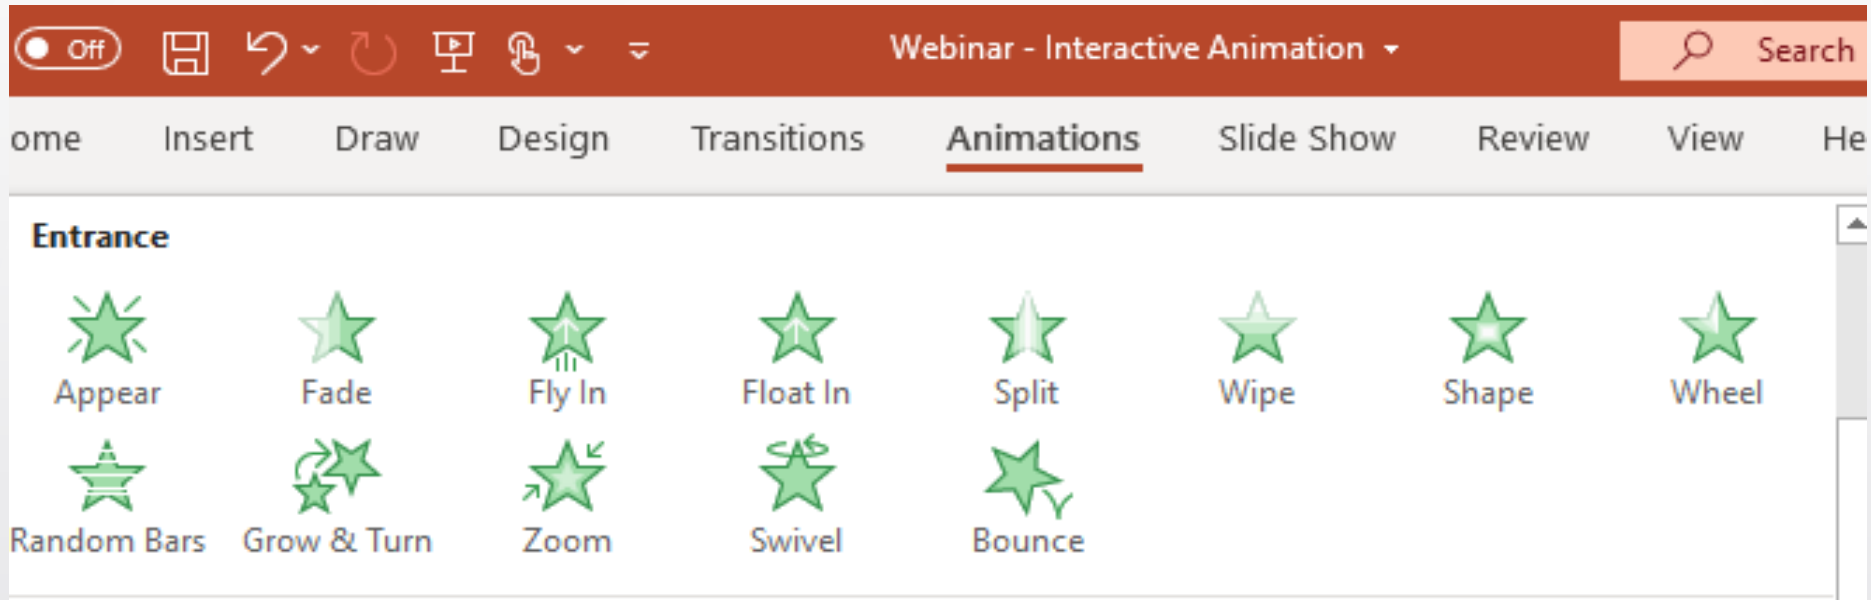 Off Webinar - Interactive Animation Search
ome Insert Draw Design Transitions Animations Slide Show Review View He
Entrance
Appear Fade Fly In Float In Split Wipe Shape Wheel
Random Bars Grow & Turn Zoom Swivel Bounce